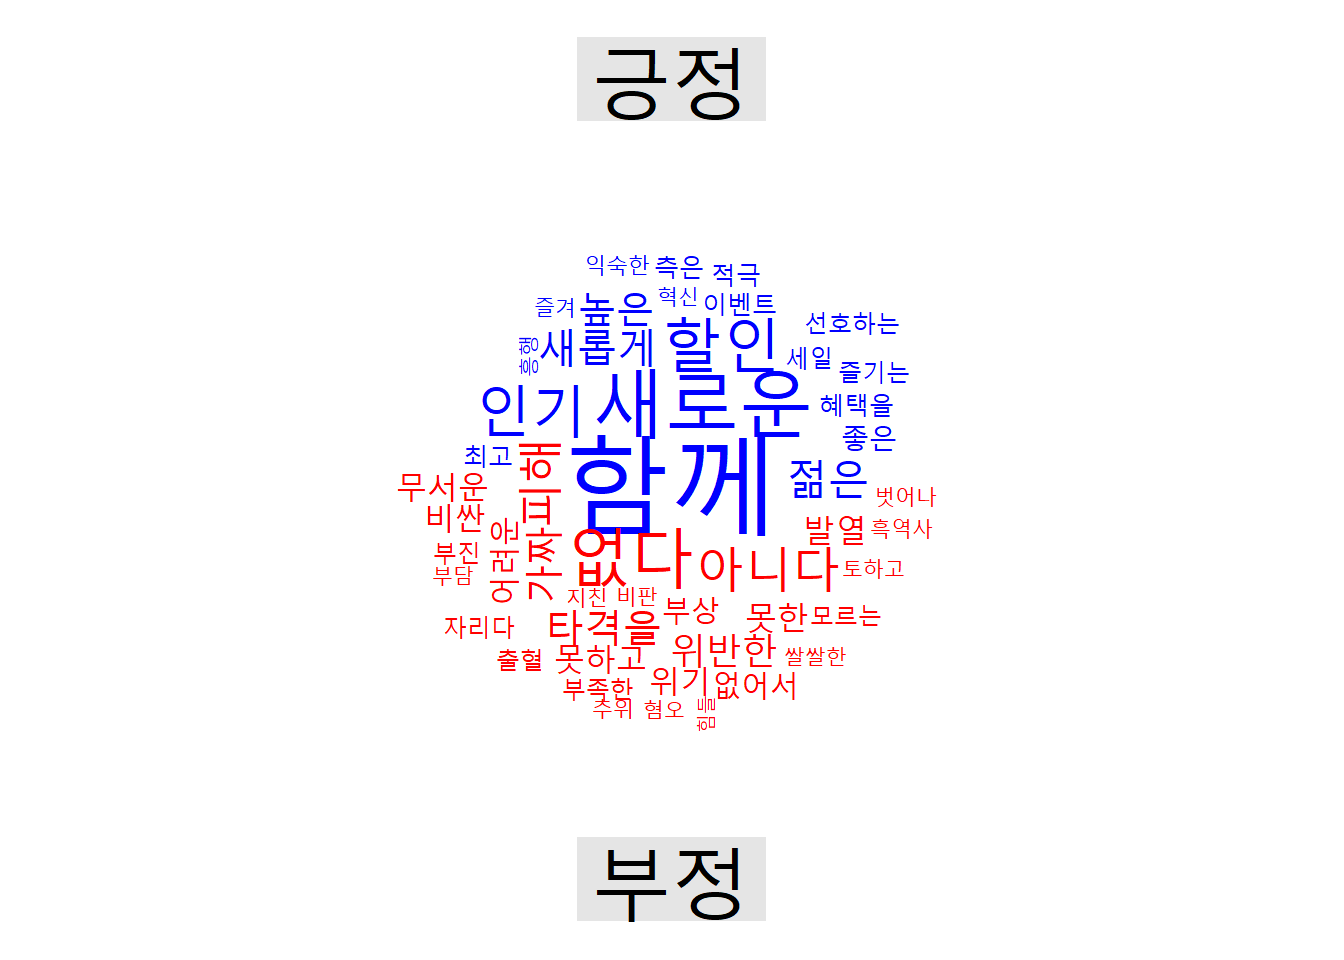 긍정
익숙한 측은 적극
즐겨 높은 혁신 이벤트
선호하는
흥행 새롭게 할인 세일
즐기는
인기 새로운 혜택을
좋은
최고 함께 젊은
무서운 피해 벗어나
비싼 발열 흑역사
부진 어려운 가짜 없다 아니다 토하고
부담
지친 비판 부상 못한 모르는
자리다 타격을
출혈 못하고 위반한 쌀쌀한
부족한 위기 없어서
추위 혐오 힘들
부정